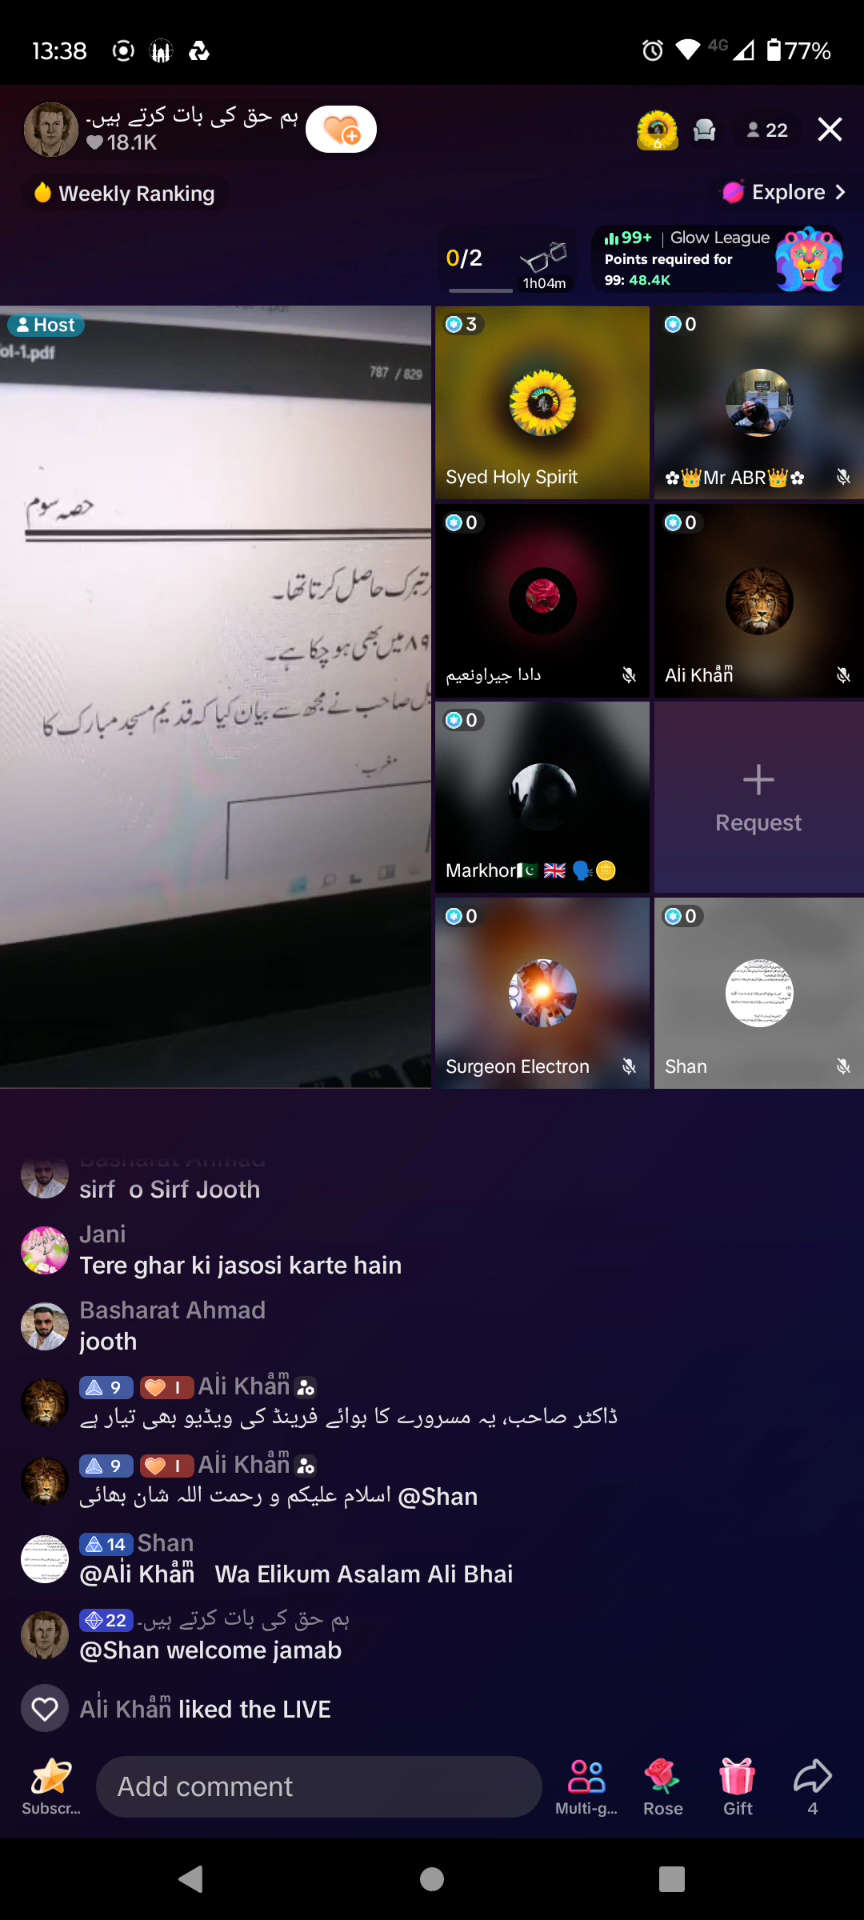 13:38
4G
77%
ہم حق کی بات کرتے ہیں۔
18.1K
22
Weekly Ranking
Explore
0/2
1h04m
99+ | Glow League
Points required for
99: 48.4K
Host
ol-1.pdf
787 / 829
حصہ سوم
تبرک حاصل کرتا تھا۔
۸۹ میں بھی ہو چکا ہے۔
صاحب نے مجھ سے بیان کیا کہ قدیم مسجد مبارک کا
مغرب
3
Syed Holy Spirit
0
✿👑Mr ABR👑✿
0
دادا جیراونعیم
0
Ali Khan
0
Markhor🇵🇰 🇬🇧 🗣️🪙
Request
0
Surgeon Electron
0
Shan
Basharat Ahmad
sirf o Sirf Jooth
Jani
Tere ghar ki jasosi karte hain
Basharat Ahmad
jooth
9 I Ali Khan
ڈاکٹر صاحب، یہ مسرورے کا بوائے فرینڈ کی ویڈیو بھی تیار ہے
9 I Ali Khan
@Shan اسلام علیکم و رحمت اللہ شان بھائی
14 Shan
@Ali Khan Wa Elikum Asalam Ali Bhai
22 ہم حق کی بات کرتے ہیں۔
@Shan welcome jamab
Ali Khan liked the LIVE
Subscr...
Add comment
Multi-g...
Rose
Gift
4